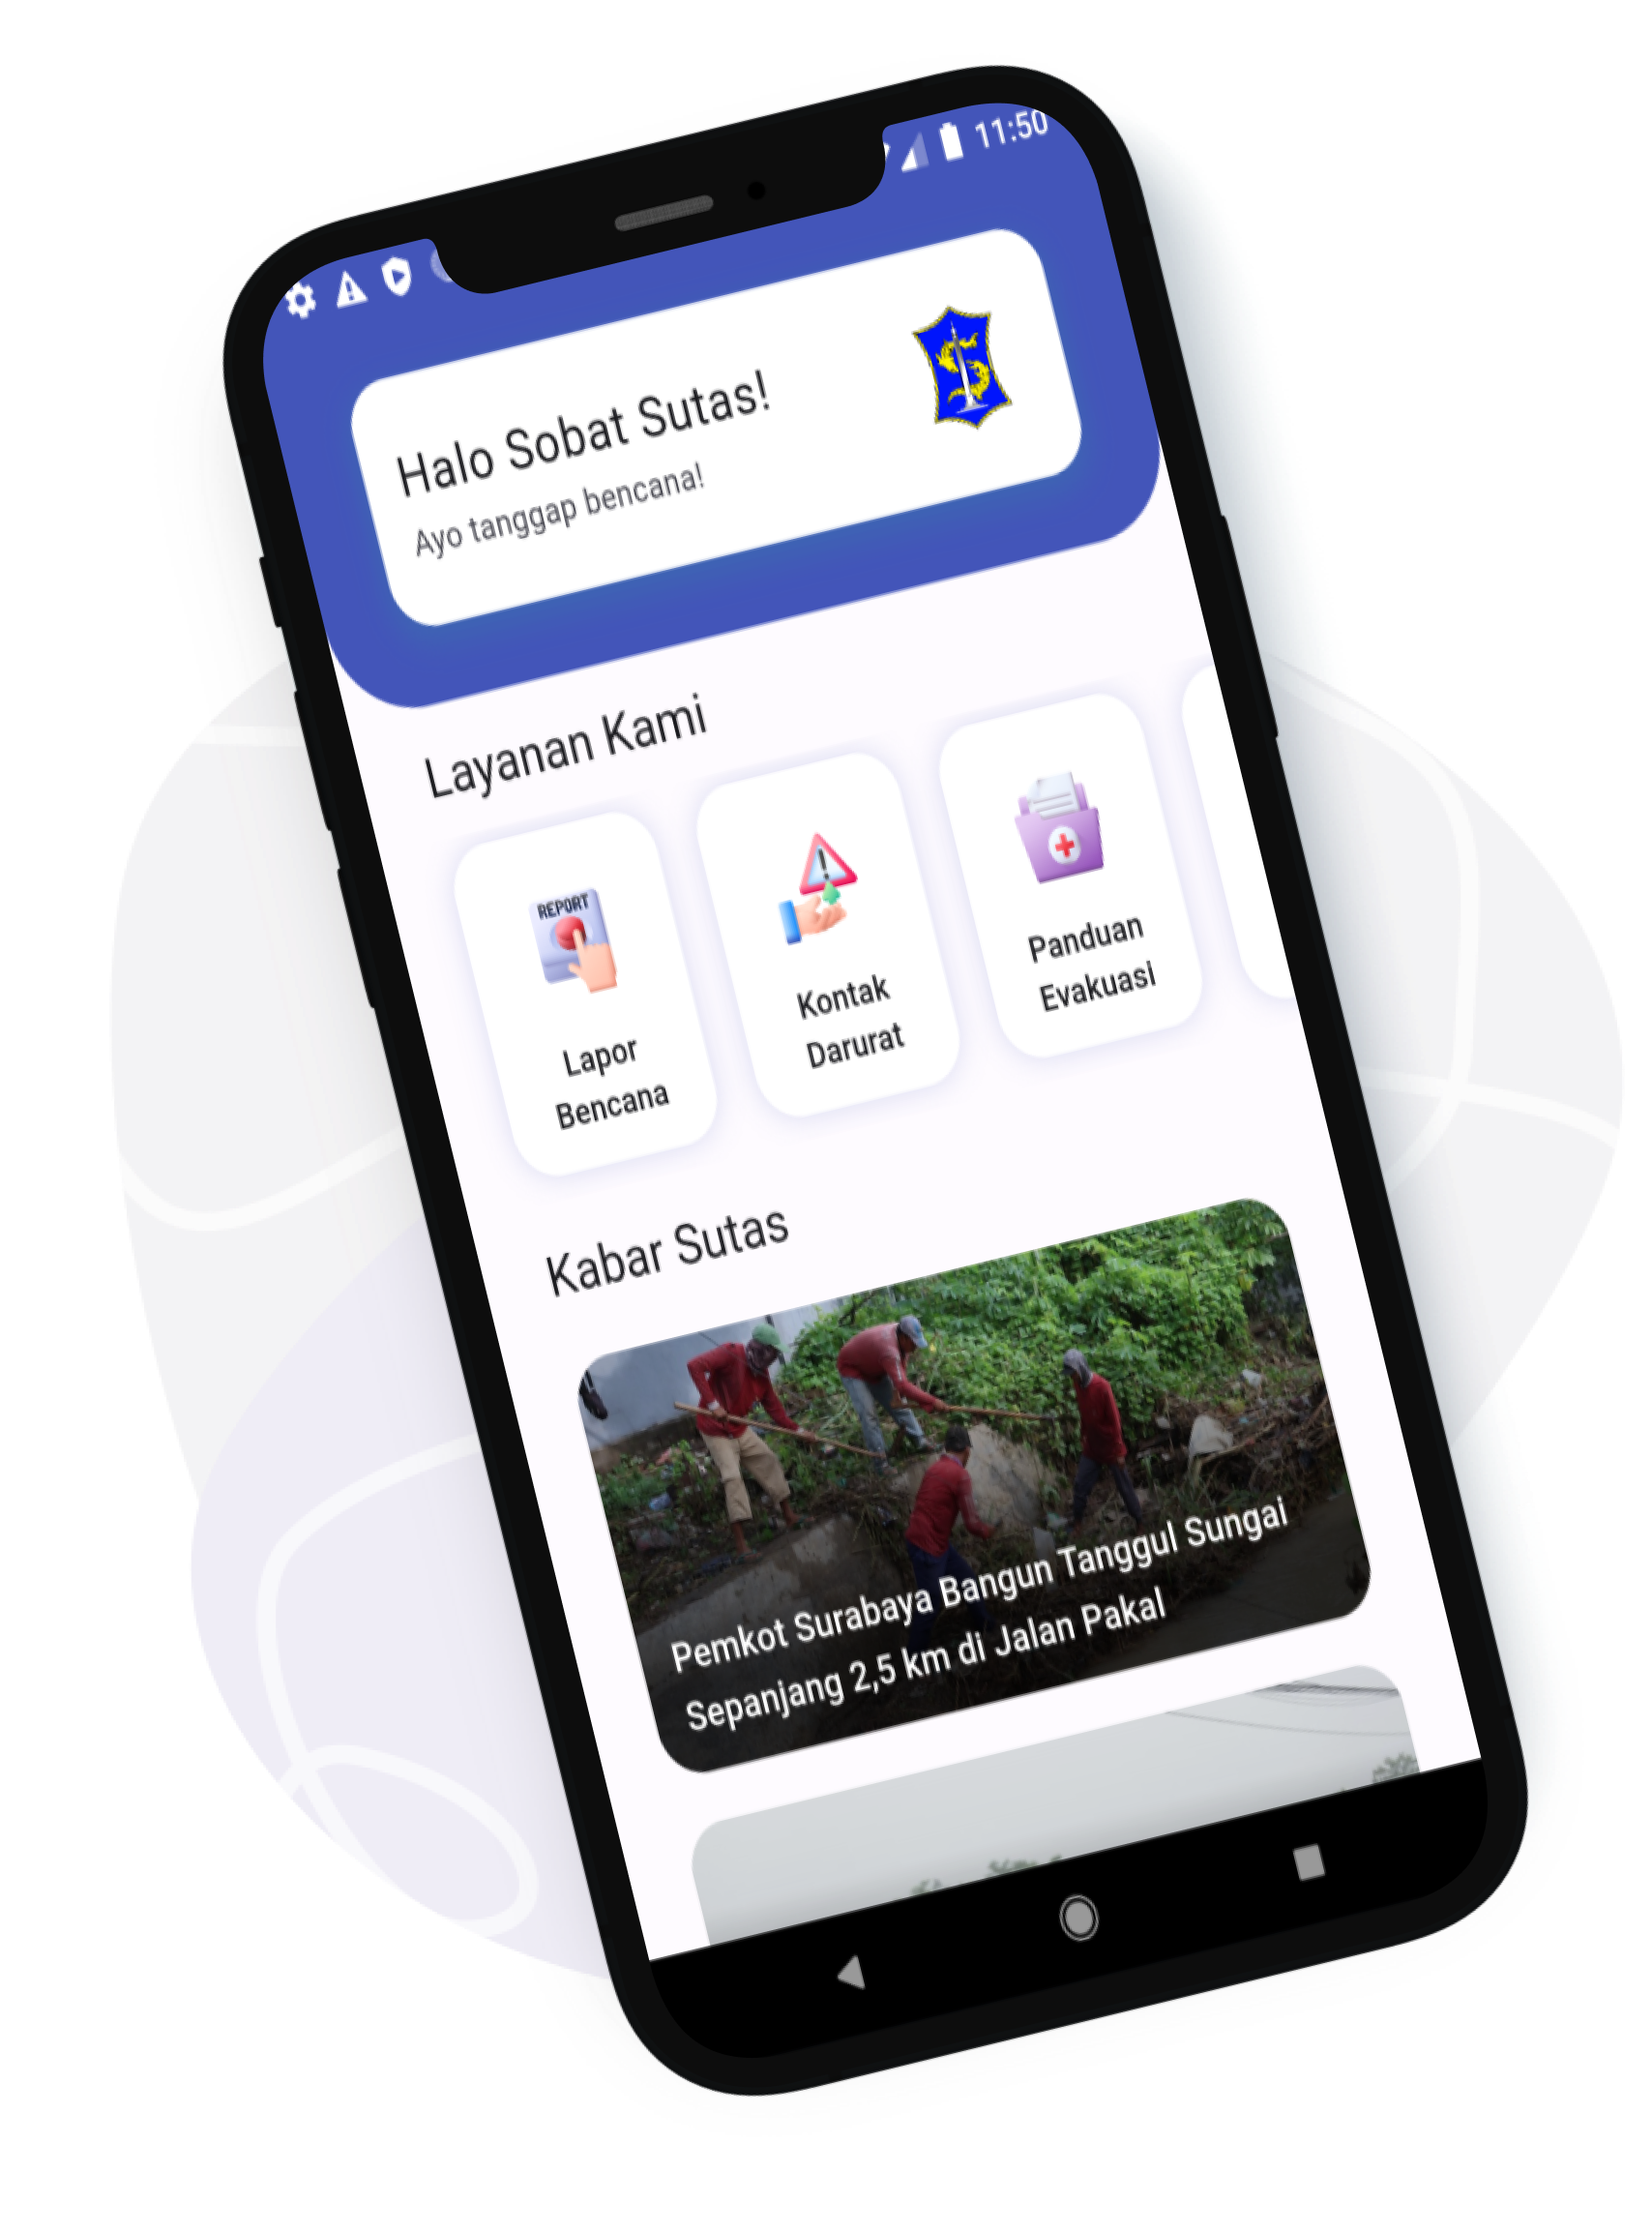 11:50
Halo Sobat Sutas!
Ayo tanggap bencana!
Layanan Kami
REPORT
Lapor
Bencana
Kontak
Darurat
Panduan
Evakuasi
Kabar Sutas
Pemkot Surabaya Bangun Tanggul Sungai
Sepanjang 2,5 km di Jalan Pakal